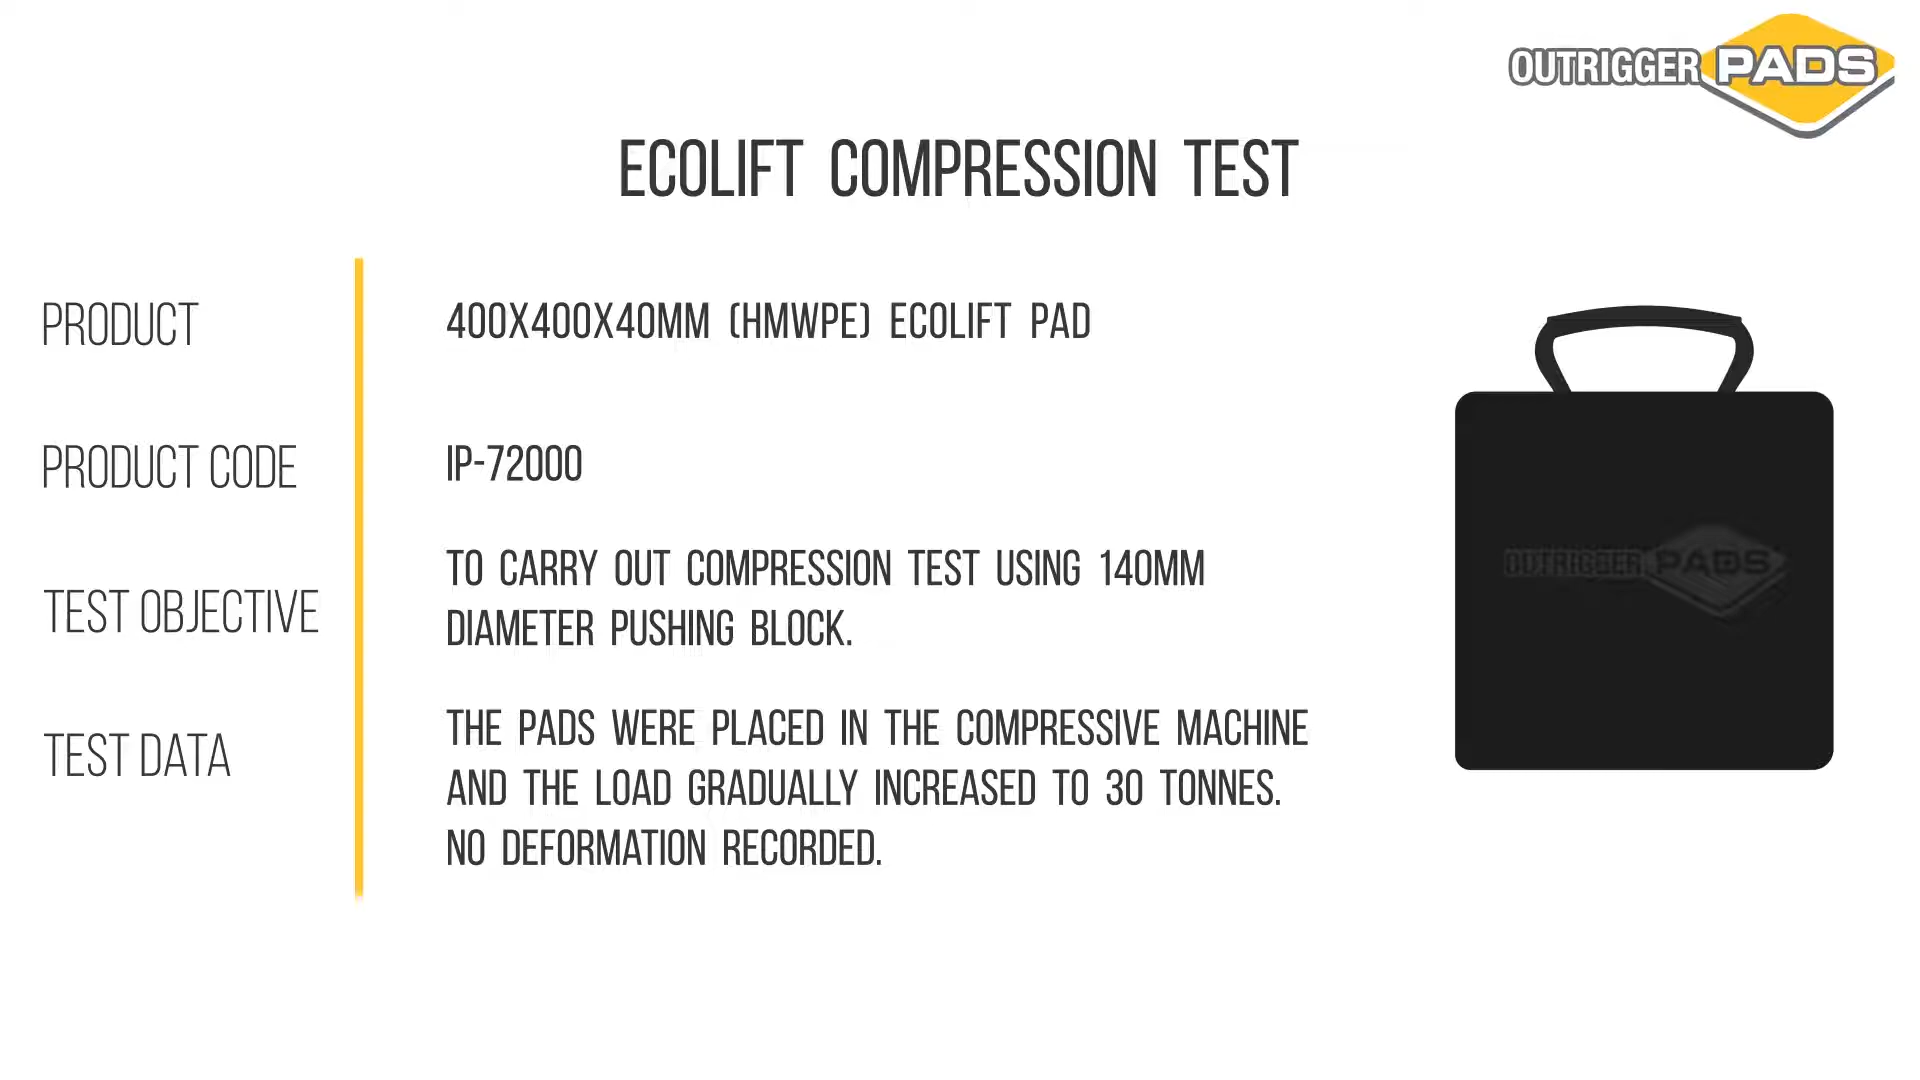 OUTRIGGER PADS
ECOLIFT COMPRESSION TEST
PRODUCT
400X400X40MM (HMWPE) ECOLIFT PAD
PRODUCT CODE
IP-72000
TEST OBJECTIVE
TO CARRY OUT COMPRESSION TEST USING 140MM
DIAMETER PUSHING BLOCK.
TEST DATA
THE PADS WERE PLACED IN THE COMPRESSIVE MACHINE
AND THE LOAD GRADUALLY INCREASED TO 30 TONNES.
NO DEFORMATION RECORDED.
OUTRIGGER PADS